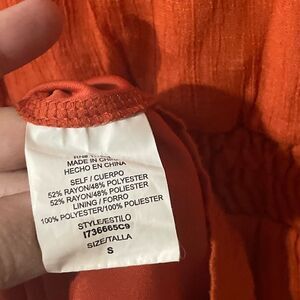 MADE IN CHINA
HECHO EN CHINA
SELF / CUERPO
52% RAYON/48% POLYESTER
52% RAYON/48% POLYESTER
LINING / FORRO
100% POLYESTER/100% POLIESTER
STYLE/ESTILO
I736665C9
SIZE/TALLA
S